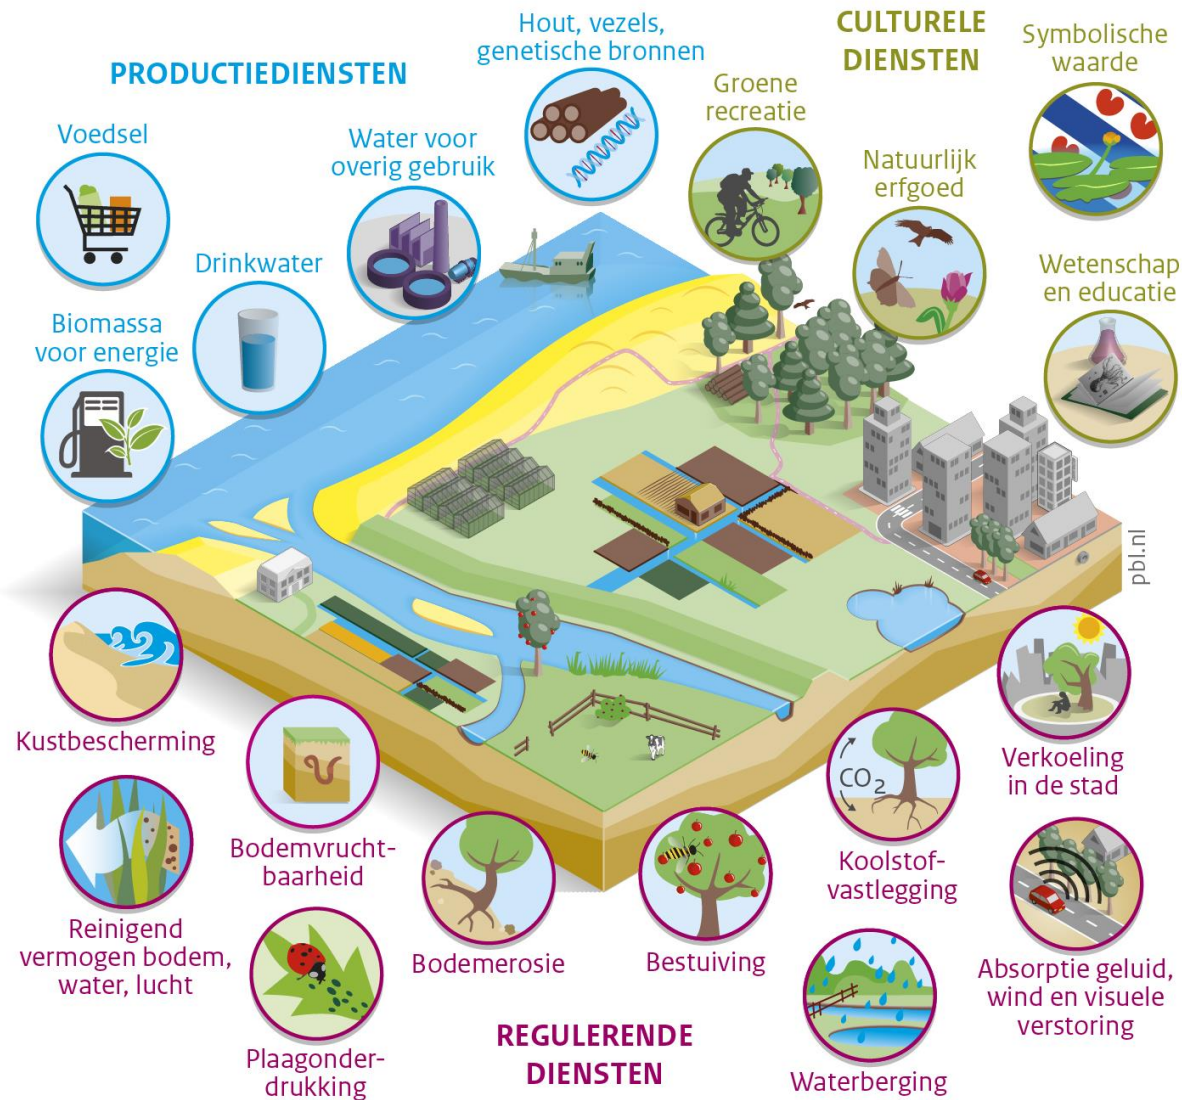 PRODUCTIEDIENSTEN
Voedsel
Biomassa
voor energie
Drinkwater
Water voor
overig gebruik
Hout, vezels,
genetische bronnen
CULTURELE
DIENSTEN
Groene
recreatie
Natuurlijk
erfgoed
Symbolische
waarde
Wetenschap
en educatie
pbl.nl
Kustbescherming
Reinigend
vermogen bodem,
water, lucht
Bodemvrucht-
baarheid
Plaagonder-
drukking
Bodemerosie
REGULERENDE
DIENSTEN
Bestuiving
CO2
Koolstof-
vastlegging
Waterberging
Verkoeling
in de stad
Absorptie geluid,
wind en visuele
verstoring